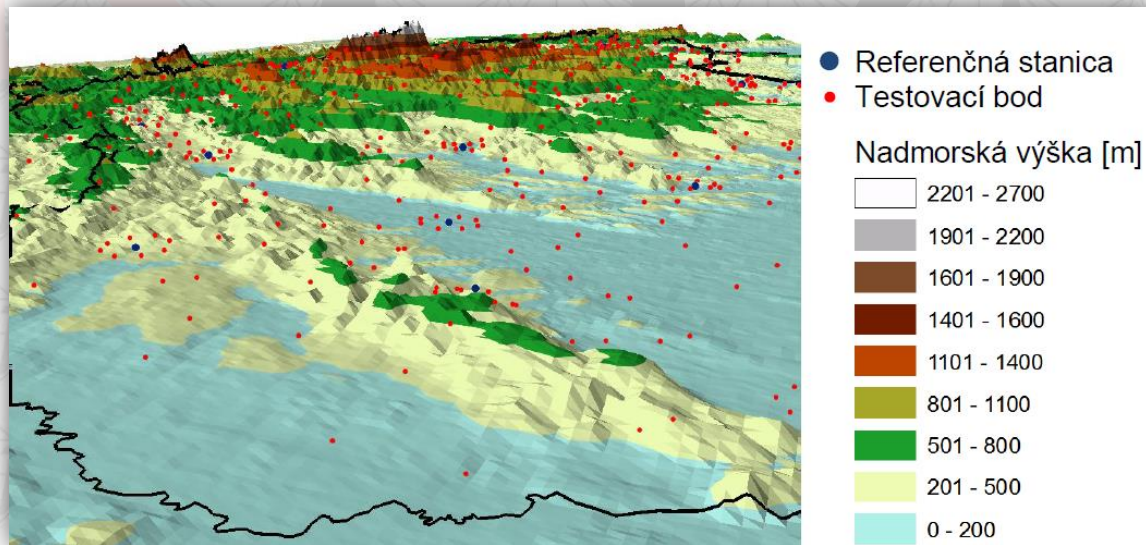 Referenčná stanica
Testovací bod
Nadmorská výška [m]
2201 - 2700
1901 - 2200
1601 - 1900
1401 - 1600
1101 - 1400
801 - 1100
501 - 800
201 - 500
0 - 200